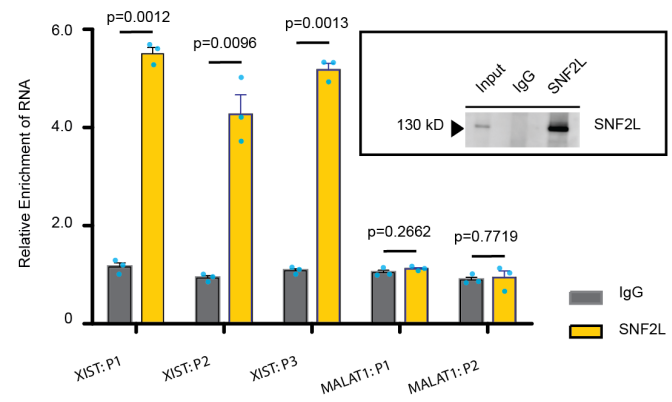 p=0.0012
p=0.0096
p=0.0013
6.0
4.0
2.0
0
Relative Enrichment of RNA
p=0.2662
p=0.7719
XIST: P1
XIST: P2
XIST: P3
MALAT1: P1
MALAT1: P2
Input
IgG
SNF2L
130 kD
SNF2L
IgG
SNF2L